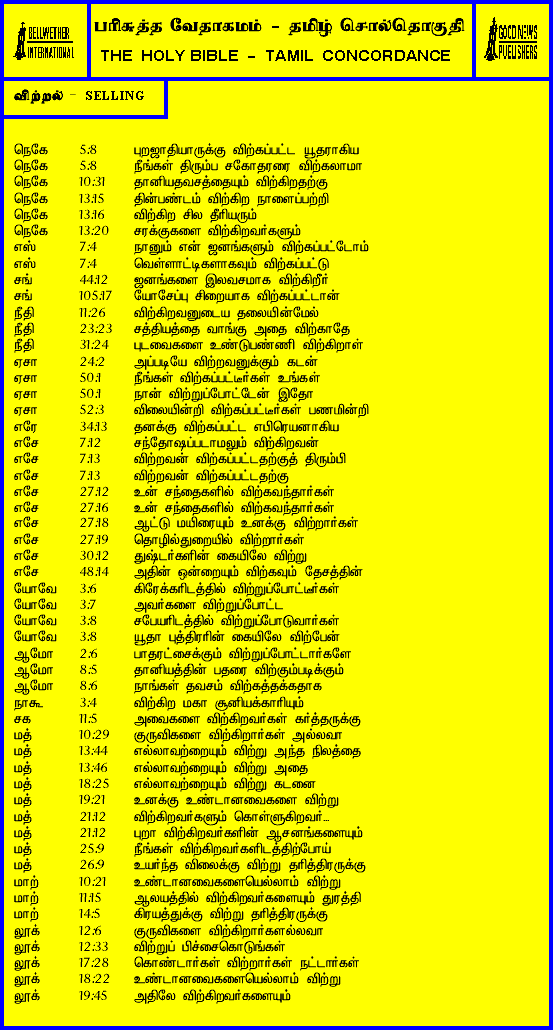 BELLWETHER
INTERNATIONAL
பரிசுத்த வேதாகமம் - தமிழ் சொல்தொகுதி
THE HOLY BIBLE - TAMIL CONCORDANCE
GOOD NEWS
PUBLISHERS
விற்றல் - SELLING
நெகே 5:8 புறஜாதியாருக்கு விற்கப்பட்ட யூதராகிய
நெகே 5:8 நீங்கள் திரும்ப சகோதரரை விற்கலாமா
நெகே 10:31 தானியதவசத்தையும் விற்கிறதற்கு
நெகே 13:15 தின்பண்டம் விற்கிற நாளைப்பற்றி
நெகே 13:16 விற்கிற சில தீரியரும்
நெகே 13:20 சரக்குகளை விற்கிறவர்களும்
எஸ் 7:4 நானும் என் ஜனங்களும் விற்கப்பட்டோம்
எஸ் 7:4 வெள்ளாட்டிகளாகவும் விற்கப்பட்டு
சங் 44:12 ஜனங்களை இலவசமாக விற்கிறீர்
சங் 105:17 யோசேப்பு சிறையாக விற்கப்பட்டான்
நீதி 11:26 விற்கிறவனுடைய தலையின்மேல்
நீதி 23:23 சத்தியத்தை வாங்கு அதை விற்காதே
நீதி 31:24 புடவைகளை உண்டுபண்ணி விற்கிறாள்
ஏசா 24:2 அப்படியே விற்றவனுக்கும் கடன்
ஏசா 50:1 நீங்கள் விற்கப்பட்டீர்கள் உங்கள்
ஏசா 50:1 நான் விற்றுப்போட்டேன் இதோ
ஏசா 52:3 விலையின்றி விற்கப்பட்டீர்கள் பணமின்றி
எரே 34:13 தனக்கு விற்கப்பட்ட எபிரெயனாகிய
எசே 7:12 சந்தோஷப்படாமலும் விற்கிறவன்
எசே 7:13 விற்றவன் விற்கப்பட்டதற்குத் திரும்பி
எசே 7:13 விற்றவன் விற்கப்பட்டதற்கு
எசே 27:12 உன் சந்தைகளில் விற்கவந்தார்கள்
எசே 27:16 உன் சந்தைகளில் விற்கவந்தார்கள்
எசே 27:18 ஆட்டு மயிரையும் உனக்கு விற்றார்கள்
எசே 27:19 தொழில்துறையில் விற்றார்கள்
எசே 30:12 துஷ்டர்களின் கையிலே விற்று
எசே 48:14 அதின் ஒன்றையும் விற்கவும் தேசத்தின்
யோவே 3:6 கிரேக்கரிடத்தில் விற்றுப்போட்டீர்கள்
யோவே 3:7 அவர்களை விற்றுப்போட்ட
யோவே 3:8 சபேயரிடத்தில் விற்றுப்போடுவார்கள்
யோவே 3:8 யூதா புத்திரரின் கையிலே விற்பேன்
ஆமோ 2:6 பாதரட்சைக்கும் விற்றுப்போட்டார்களே
ஆமோ 8:5 தானியத்தின் பதரை விற்கும்படிக்கும்
ஆமோ 8:6 நாங்கள் தவசம் விற்கத்தக்கதாக
நாகூ 3:4 விற்கிற மகா சூனியக்காரியும்
சக 11:5 அவைகளை விற்கிறவர்கள் கர்த்தருக்கு
மத் 10:29 குருவிகளை விற்கிறார்கள் அல்லவா
மத் 13:44 எல்லாவற்றையும் விற்று அந்த நிலத்தை
மத் 13:46 எல்லாவற்றையும் விற்று அதை
மத் 18:25 எல்லாவற்றையும் விற்று கடனை
மத் 19:21 உனக்கு உண்டானவைகளை விற்று
மத் 21:12 விற்கிறவர்களும் கொள்ளுகிறவர்...
மத் 21:12 புறா விற்கிறவர்களின் ஆசனங்களையும்
மத் 25:9 நீங்கள் விற்கிறவர்களிடத்திற்போய்
மத் 26:9 உயர்ந்த விலைக்கு விற்று தரித்திரருக்கு
மாற் 10:21 உண்டானவைகளையெல்லாம் விற்று
மாற் 11:15 ஆலயத்தில் விற்கிறவர்களையும் துரத்தி
மாற் 14:5 கிரயத்துக்கு விற்று தரித்திரருக்கு
லூக் 12:6 குருவிகளை விற்கிறார்களல்லவா
லூக் 12:33 விற்றுப் பிச்சைகொடுங்கள்
லூக் 17:28 கொண்டார்கள் விற்றார்கள் நட்டார்கள்
லூக் 18:22 உண்டானவைகளையெல்லாம் விற்று
லூக் 19:45 அதிலே விற்கிறவர்களையும்